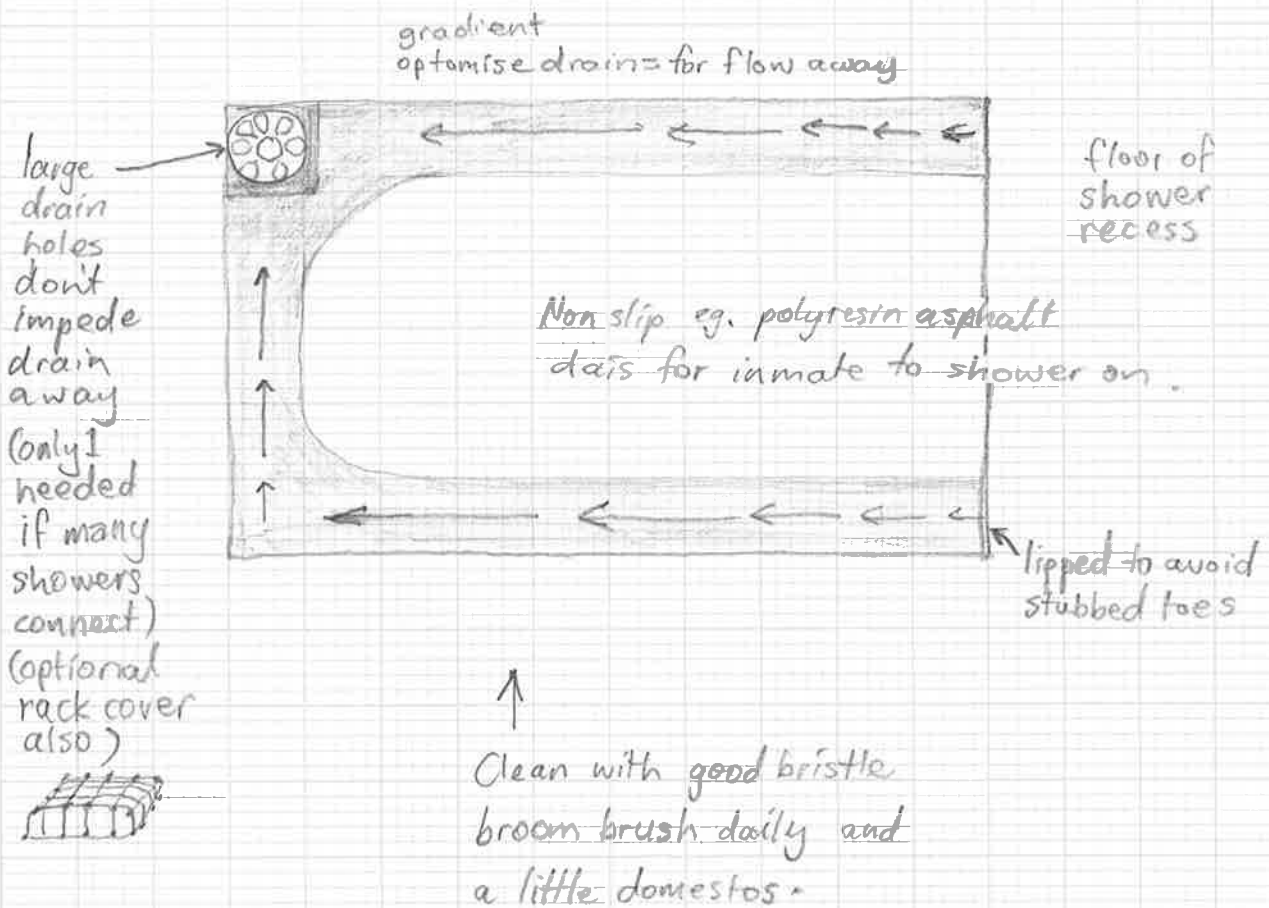 gradient
optomise drain = for flow away
large
drain
holes
don't
impede
drain
away
(only 1
needed
if many
showers
connect)
(optional
rack cover
also)
floor of
shower
recess
Non slip eg. polyresin asphalt
dais for inmate to shower on.
lipped to avoid
stubbed toes
Clean with good bristle
broom brush daily and
a little domestos.